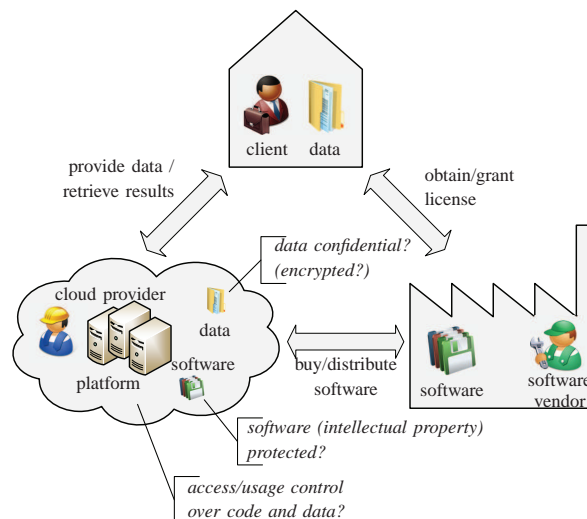 client
data
provide data /
retrieve results
obtain/grant
license
data confidential?
(encrypted?)
cloud provider
data
platform
software
buy/distribute
software
software
software
vendor
software (intellectual property)
protected?
access/usage control
over code and data?